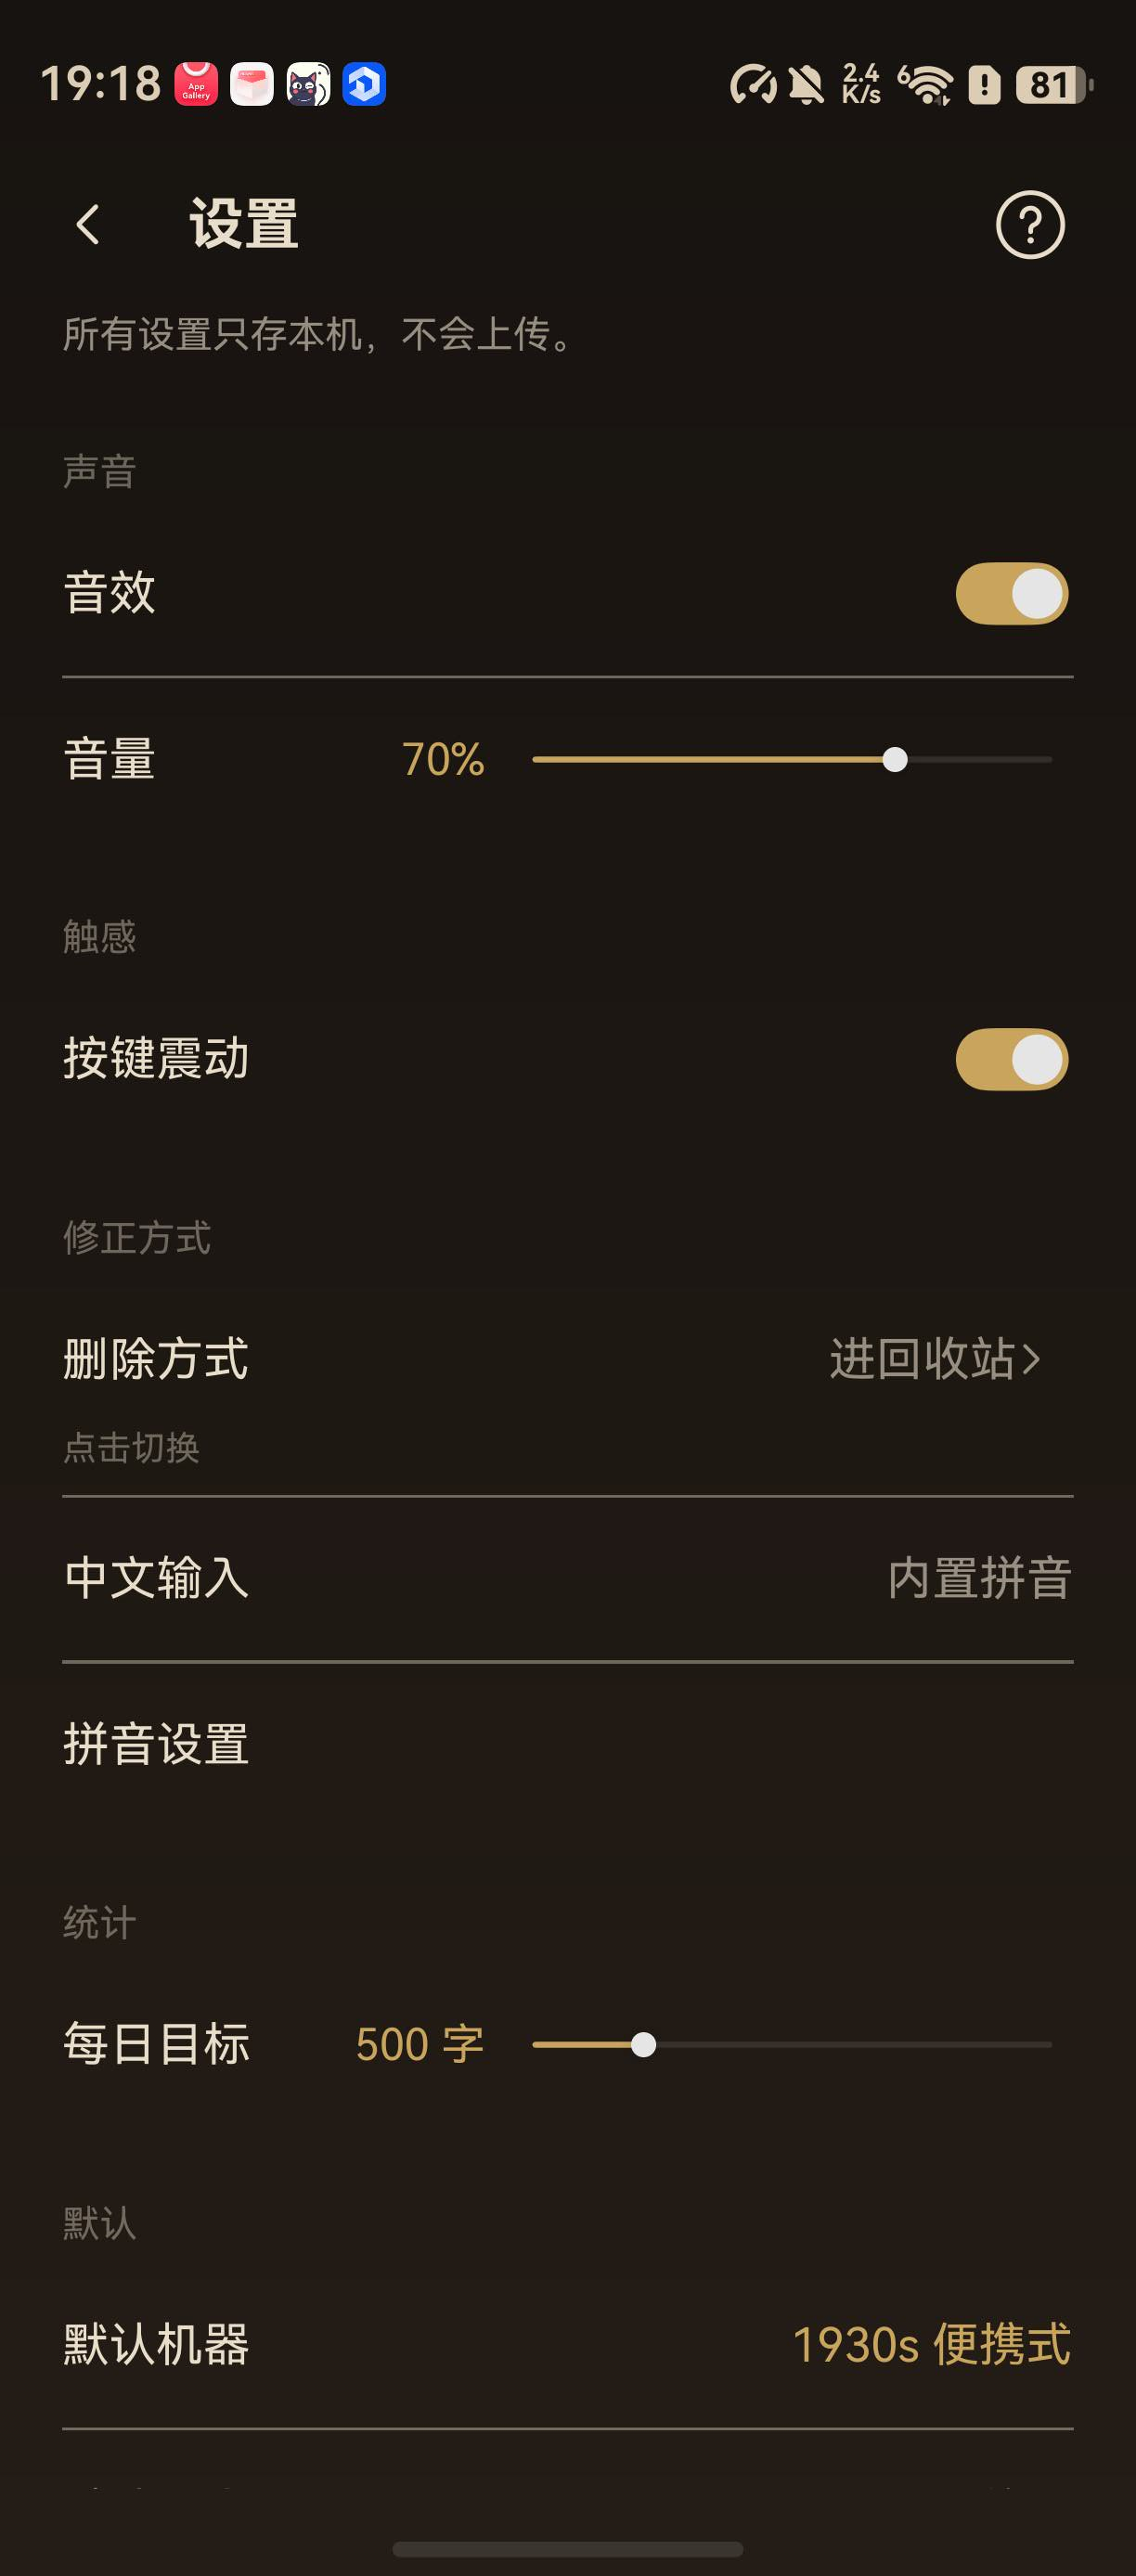 19:18
App
Gallery
2.4
K/s
6
81
设置
所有设置只存本机，不会上传。
声音
音效
音量 70%
触感
按键震动
修正方式
删除方式 进回收站
点击切换
中文输入 内置拼音
拼音设置
统计
每日目标 500 字
默认
默认机器 1930s 便携式